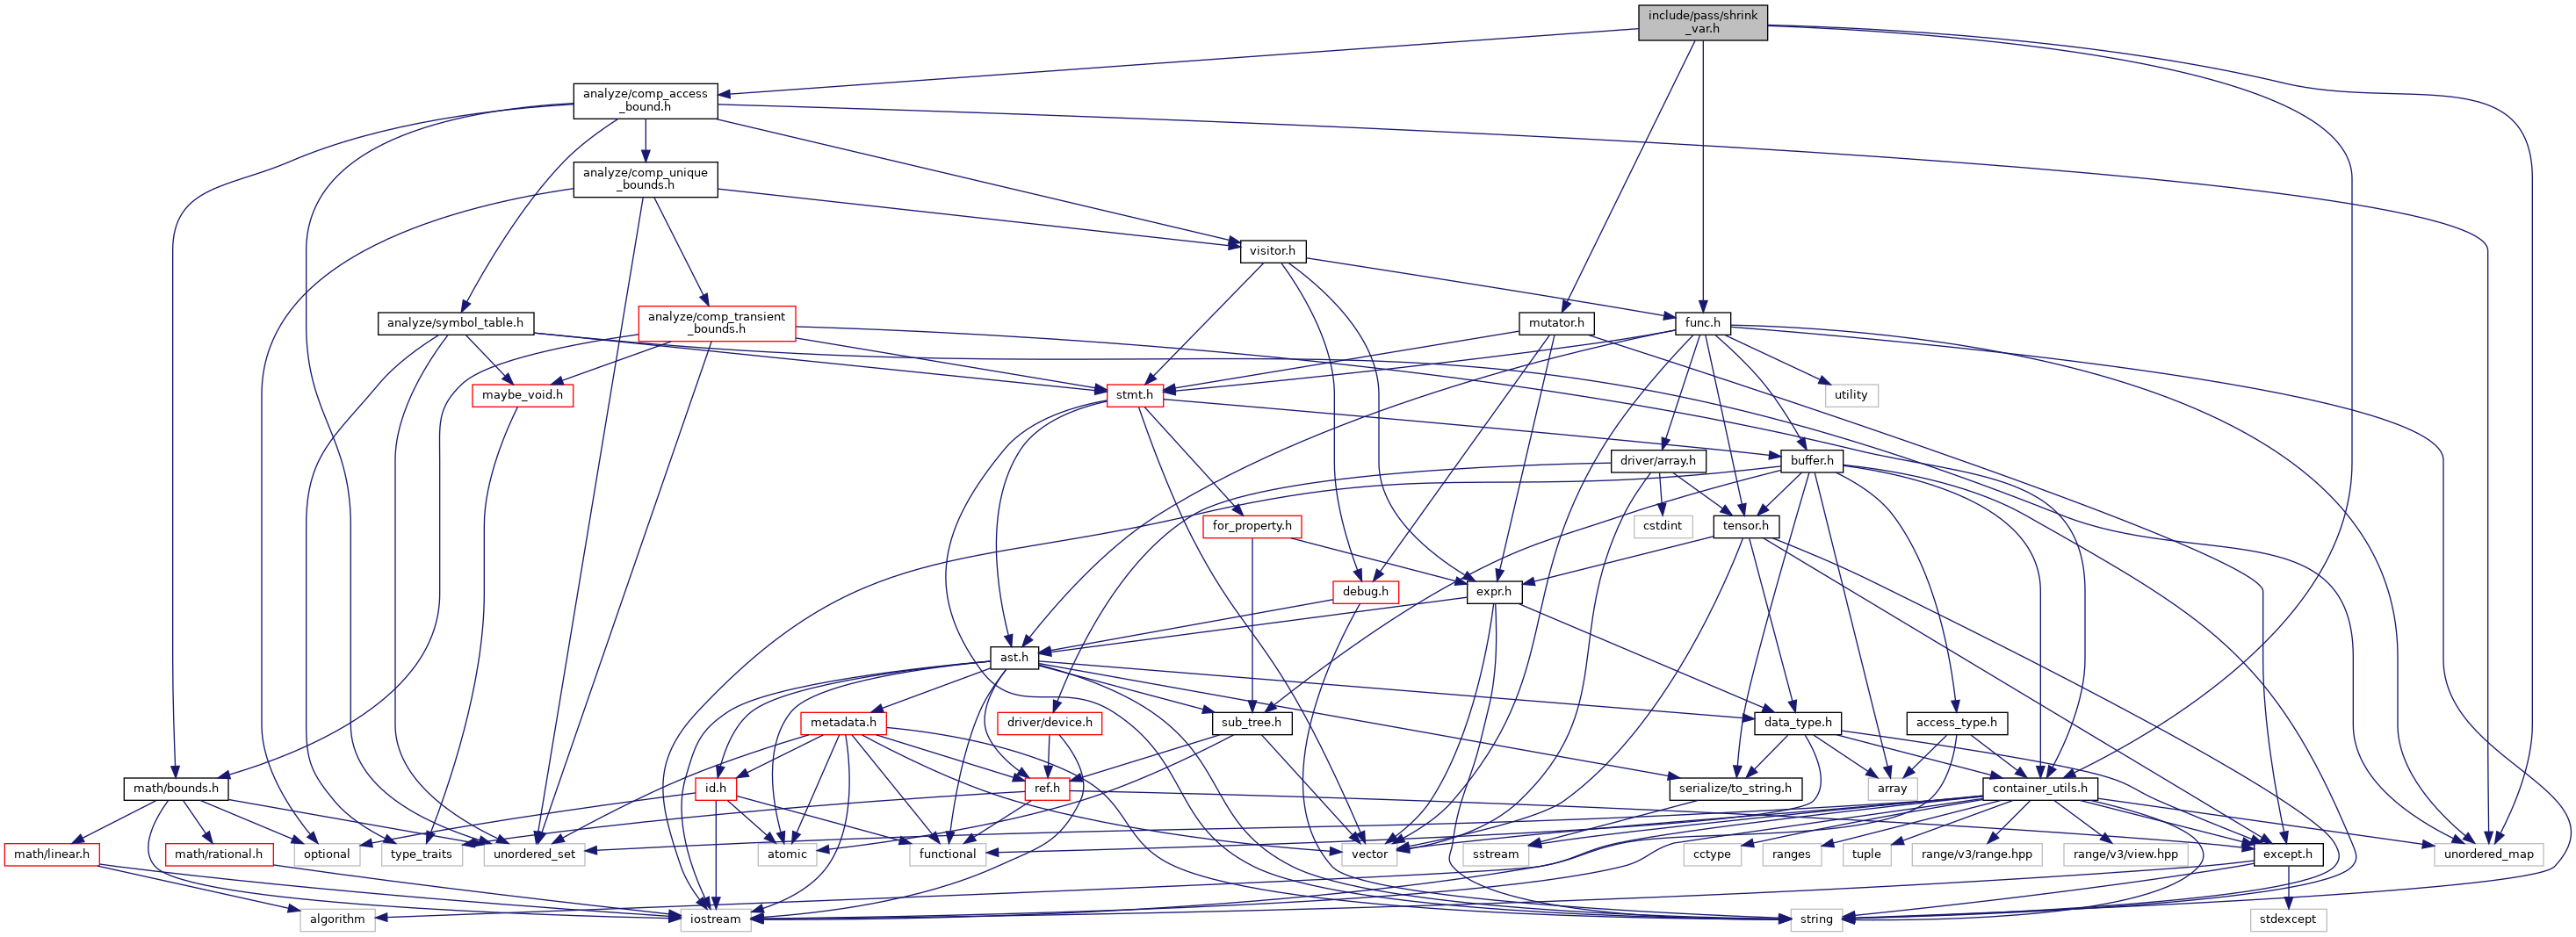 include/pass/shrink
_var.h
analyze/comp_access
_bound.h
analyze/comp_unique
_bounds.h
visitor.h
analyze/symbol_table.h
analyze/comp_transient
_bounds.h
mutator.h
func.h
maybe_void.h
stmt.h
utility
driver/array.h
buffer.h
for_property.h
cstdint
tensor.h
debug.h
expr.h
ast.h
metadata.h
driver/device.h
sub_tree.h
data_type.h
access_type.h
math/bounds.h
id.h
ref.h
serialize/to_string.h
array
container_utils.h
math/linear.h
math/rational.h
optional
type_traits
unordered_set
atomic
functional
vector
sstream
cctype
ranges
tuple
range/v3/range.hpp
range/v3/view.hpp
except.h
unordered_map
algorithm
iostream
string
stdexcept